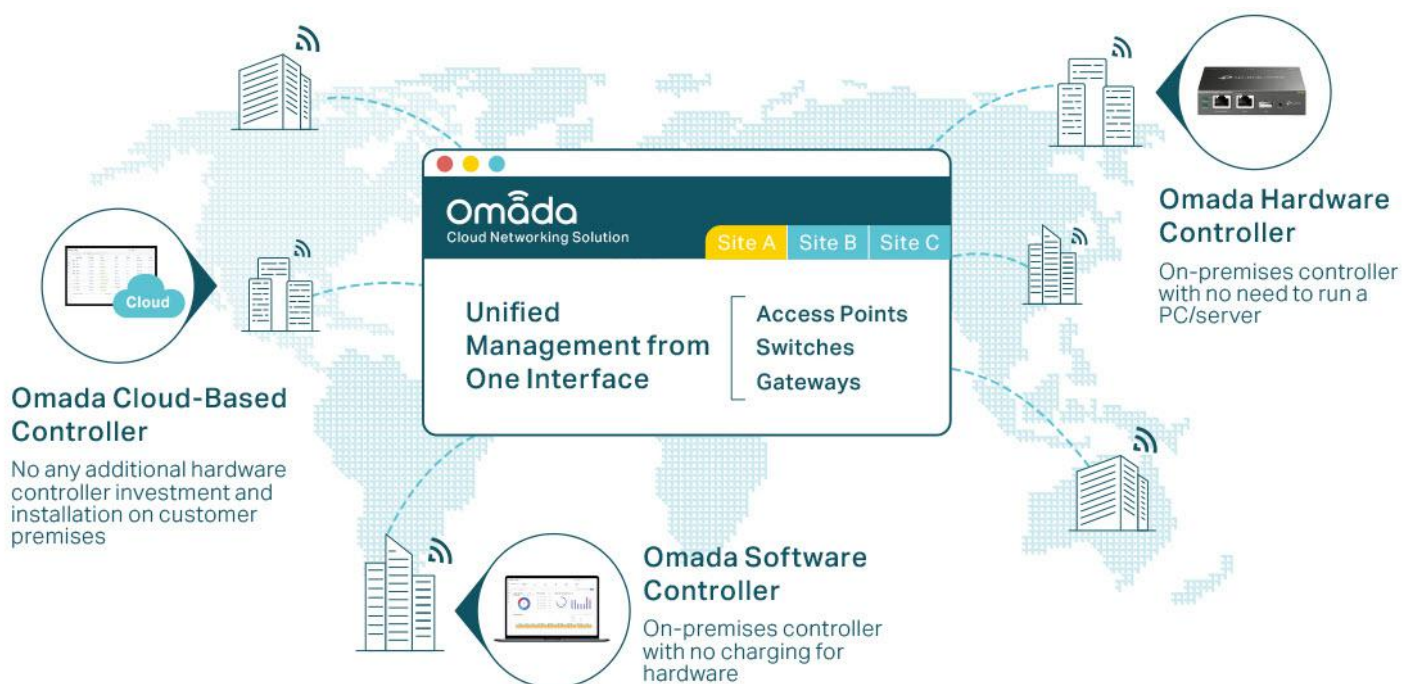 Omada
Cloud Networking Solution
Site A
Site B
Site C
Unified
Management from
One Interface
Access Points
Switches
Gateways
Cloud
Omada Cloud-Based
Controller
No any additional hardware
controller investment and
installation on customer
premises
Omada Hardware
Controller
On-premises controller
with no need to run a
PC/server
Omada Software
Controller
On-premises controller
with no charging for
hardware